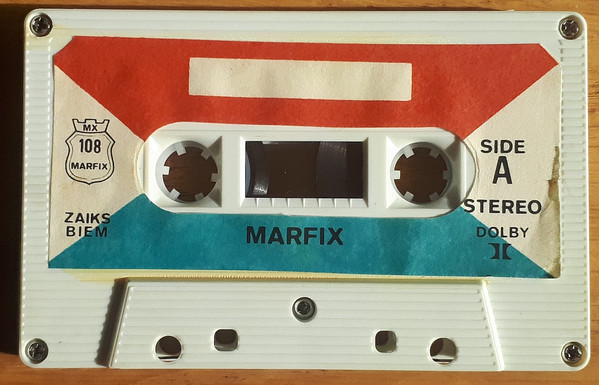 MX
108
MARFIX
ZAIKS
BIEM
MARFIX
SIDE
A
STEREO
DOLBY